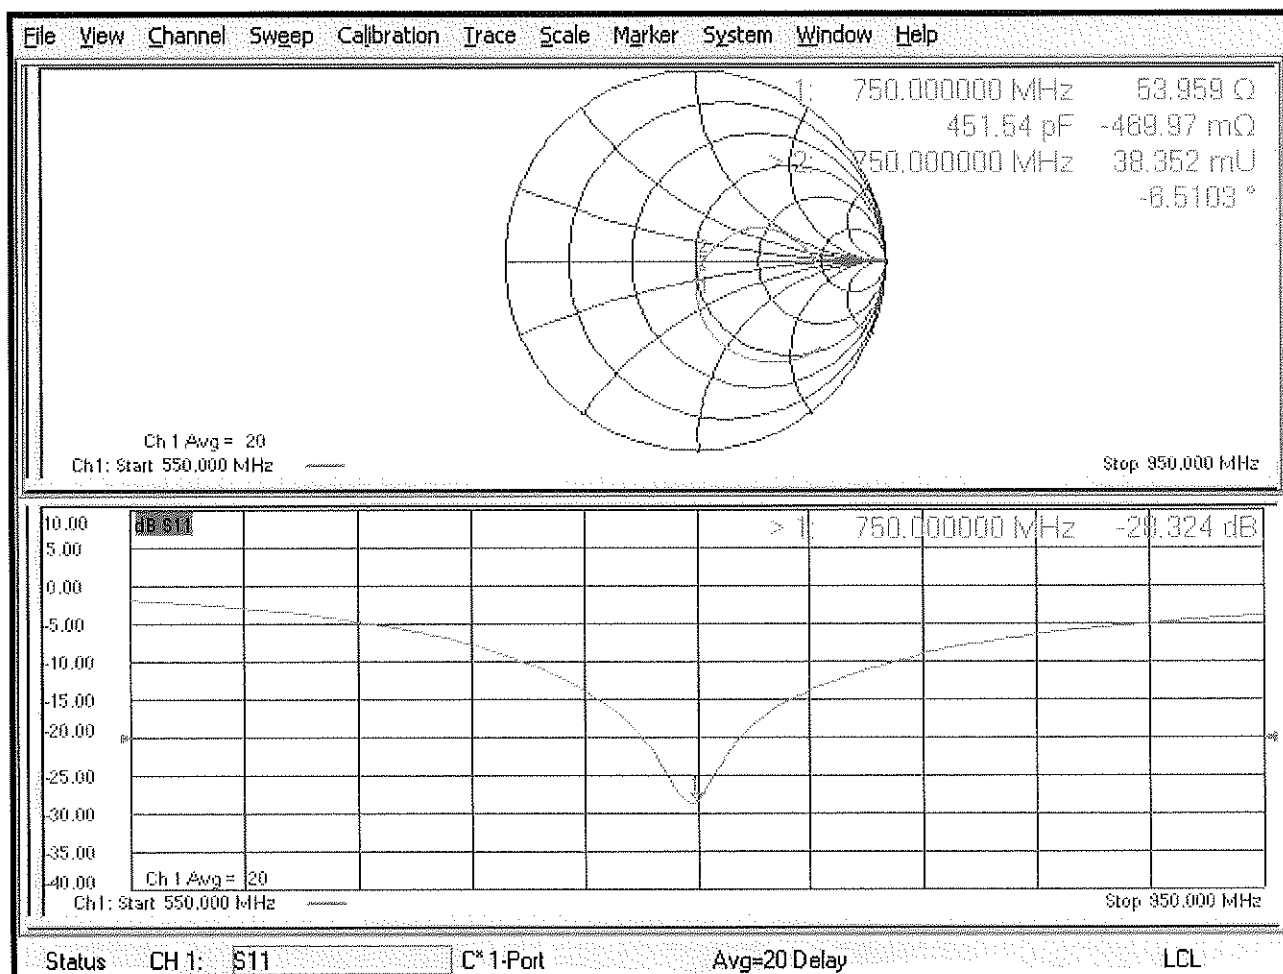 File View Channel Sweep Calibration Trace Scale Marker System Window Help
1: 750.000000 MHz 53.959 Ω
451.54 pF -469.97 mΩ
> 2: 750.000000 MHz 38.352 mU
-6.5103 °
Ch 1 Avg = 20
Ch1: Start 550.000 MHz
Stop 950.000 MHz
10.00
dB S11
> 1: 750.000000 MHz -28.324 dB
5.00
0.00
-5.00
-10.00
-15.00
-20.00
-25.00
-30.00
-35.00
-40.00
Ch 1 Avg = 20
Ch1: Start 550.000 MHz
Stop 950.000 MHz
Status CH 1: S11 C* 1-Port Avg=20 Delay LCL